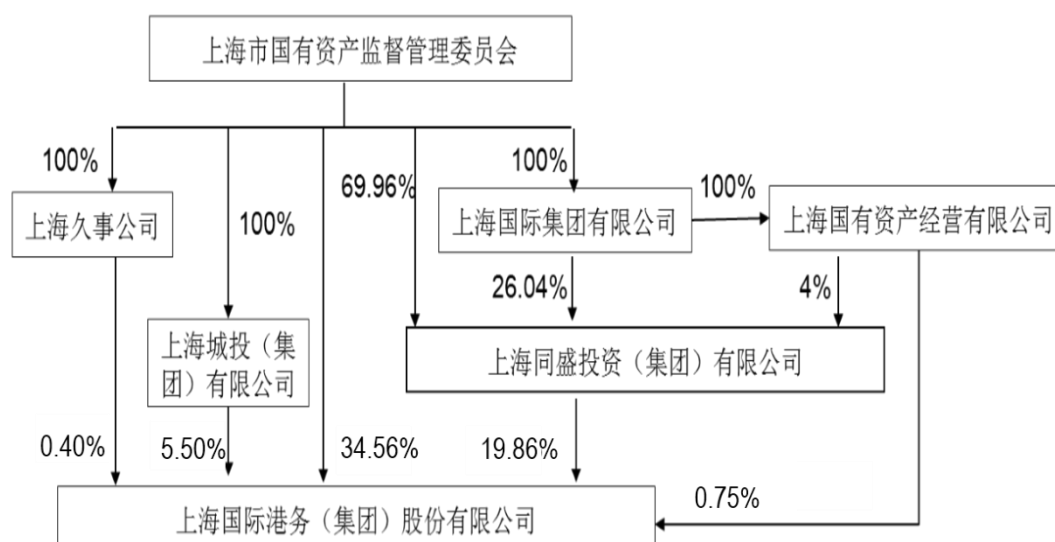 上海市国有资产监督管理委员会
100%
100%
69.96%
100%
100%
上海久事公司
上海国际集团有限公司
上海国有资产经营有限公司
26.04%
4%
上海城投（集
团）有限公司
上海同盛投资（集团）有限公司
0.40%
5.50%
34.56%
19.86%
0.75%
上海国际港务（集团）股份有限公司